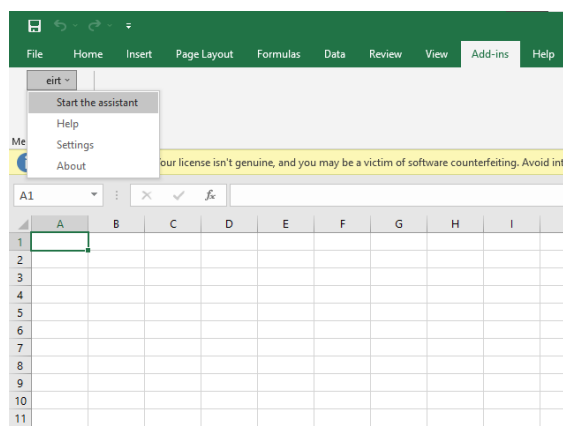 File Home Insert Page Layout Formulas Data Review View Add-ins Help
eirt
Start the assistant
Help
Settings
About
Me
our license isn't genuine, and you may be a victim of software counterfeiting. Avoid int
A1 fx
A B C D E F G H I
1
2
3
4
5
6
7
8
9
10
11